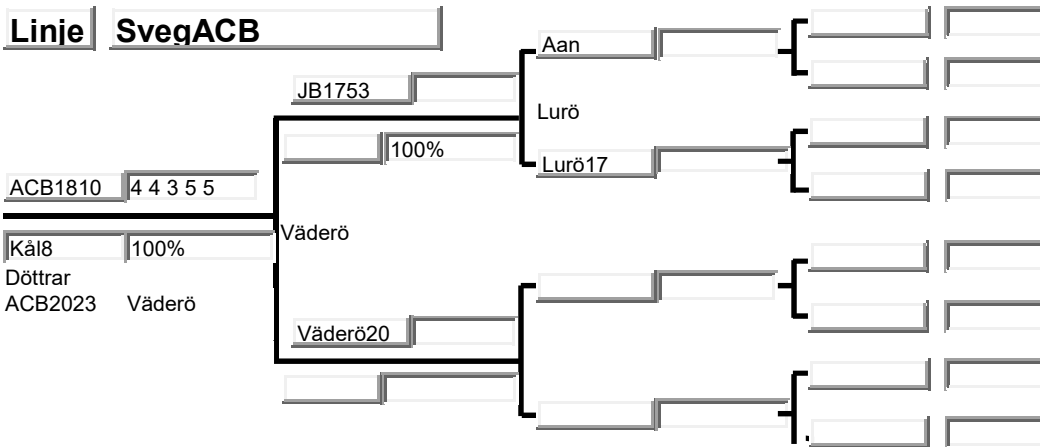 Linje SvegACB
Aan
JB1753
Lurö
100%
Lurö17
ACB1810 4 4 3 5 5
Väderö
Kål8 100%
Döttrar
ACB2023 Väderö
Väderö20